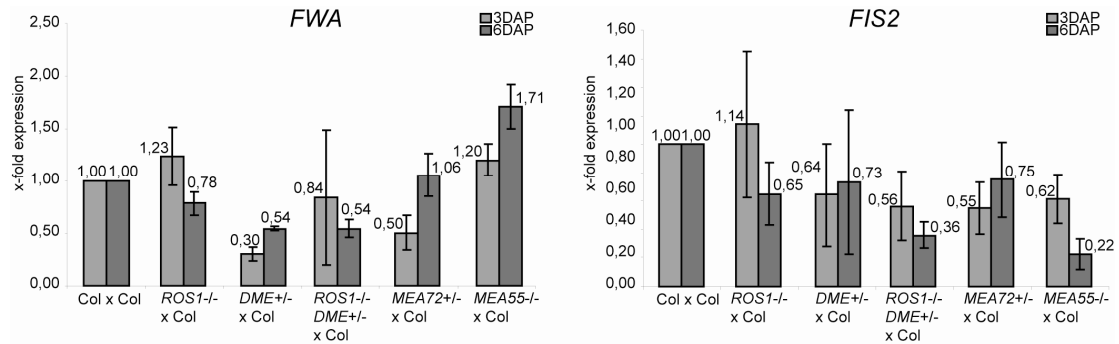 FWA
3DAP
6DAP
x-fold expression
2,50
2,00
1,50
1,00
0,50
0,00
1,00 1,00
1,23
0,78
0,30
0,54
0,84
0,54
0,50
1,06
1,20
1,71
Col x Col
ROS1-/-
x Col
DME+/-
x Col
ROS1-/-
DME+/-
x Col
MEA72+/-
x Col
MEA55-/-
x Col
FIS2
3DAP
6DAP
x-fold expression
1,60
1,40
1,20
1,00
0,80
0,60
0,40
0,20
0,00
1,00 1,00
1,14
0,65
0,64
0,73
0,56
0,36
0,55
0,75
0,62
0,22
Col x Col
ROS1-/-
x Col
DME+/-
x Col
ROS1-/-
DME+/-
x Col
MEA72+/-
x Col
MEA55-/-
x Col